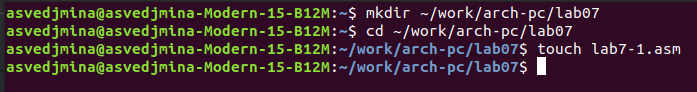 asvedjmina@asvedjmina-Modern-15-B12M:~$ mkdir ~/work/arch-pc/lab07
asvedjmina@asvedjmina-Modern-15-B12M:~$ cd ~/work/arch-pc/lab07
asvedjmina@asvedjmina-Modern-15-B12M:~/work/arch-pc/lab07$ touch lab7-1.asm
asvedjmina@asvedjmina-Modern-15-B12M:~/work/arch-pc/lab07$